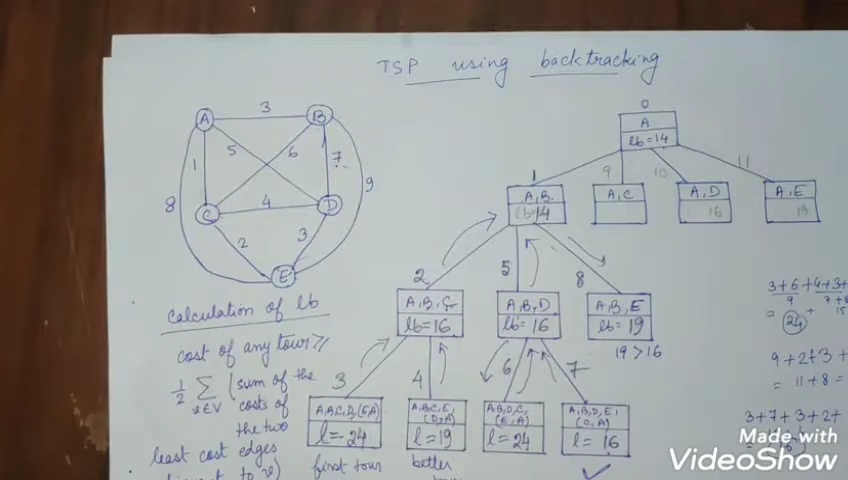 TSP using backtracking
0
A
lb=14
1
9
10
11
A,B
lb=14
A,C
A,D
16
A,E
19
A
3
B
1
5
6
7
8
9
C
4
D
2
3
E
2
5
8
A,B,C
lb=16
A,B,D
lb=16
A,B,E
lb=19
19>16
calculation of lb
cost of any tour ≥
1/2 Σ (sum of the
costs of
the two
least cost edges
3
4
6
7
A,B,C,D,(E,A)
l=24
A,B,C,E,
(D,A)
l=19
A,B,D,C,
(E,A)
l=24
A,B,D,E,
(C,A)
l=16
first tour
better
3+6+4+3+
9
= 24 +
15
9+2+3+
= 11+8=
3+7+3+2+
Made with
VideoShow